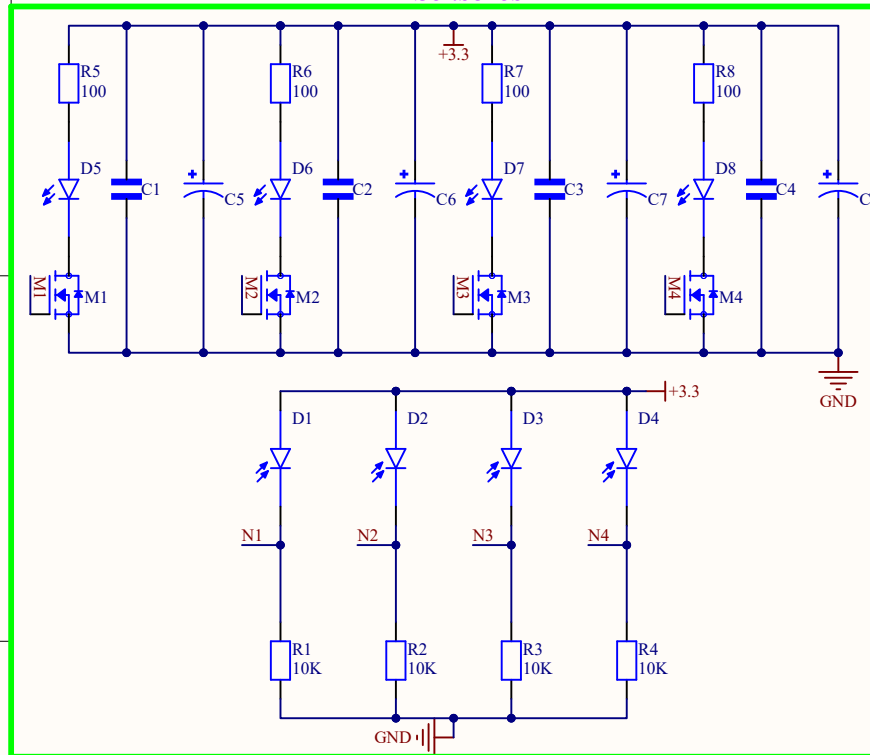 +3.3
R5
100
R6
100
R7
100
R8
100
D5
C1
C5
D6
C2
C6
D7
C3
C7
D8
C4
C
M1
M1
M2
M2
M3
M3
M4
M4
GND
+3.3
D1
D2
D3
D4
N1
N2
N3
N4
R1
10K
R2
10K
R3
10K
R4
10K
GND